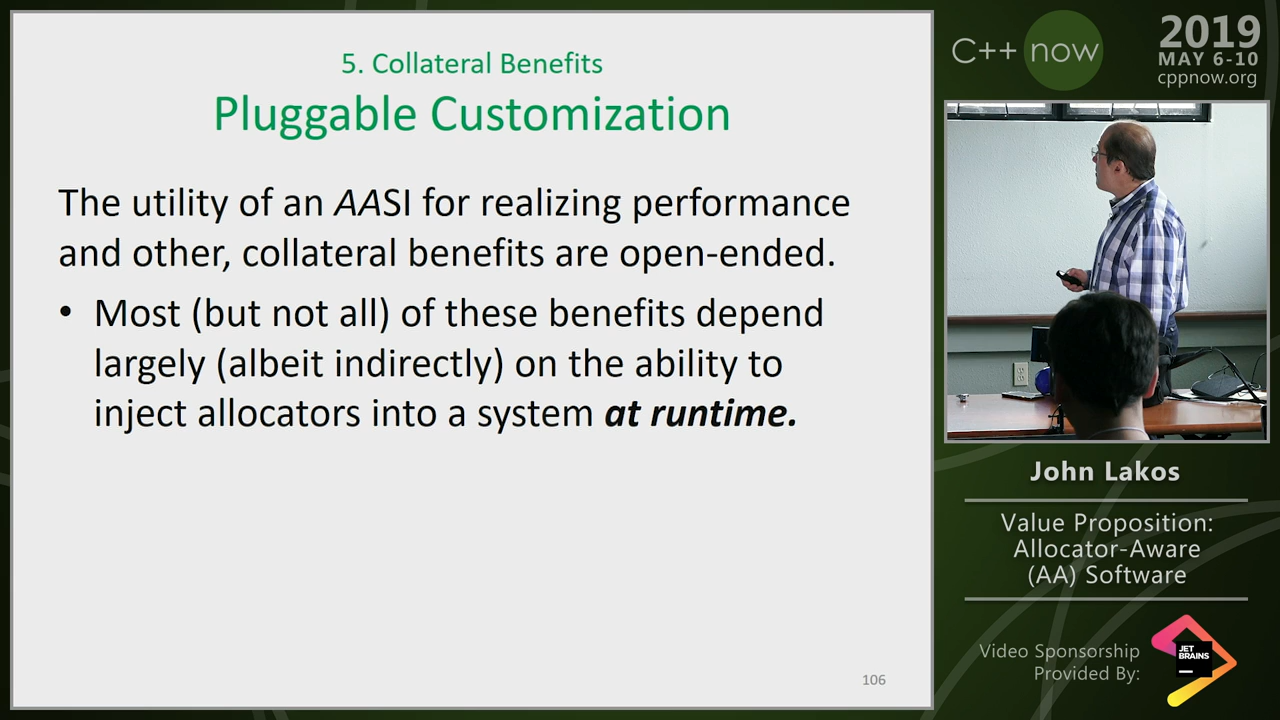 5. Collateral Benefits
Pluggable Customization
The utility of an AASI for realizing performance
and other, collateral benefits are open-ended.
• Most (but not all) of these benefits depend
largely (albeit indirectly) on the ability to
inject allocators into a system at runtime.
106
C++ now
2019
MAY 6-10
cppnow.org
John Lakos
Value Proposition:
Allocator-Aware
(AA) Software
Video Sponsorship
Provided By:
JET
BRAINS